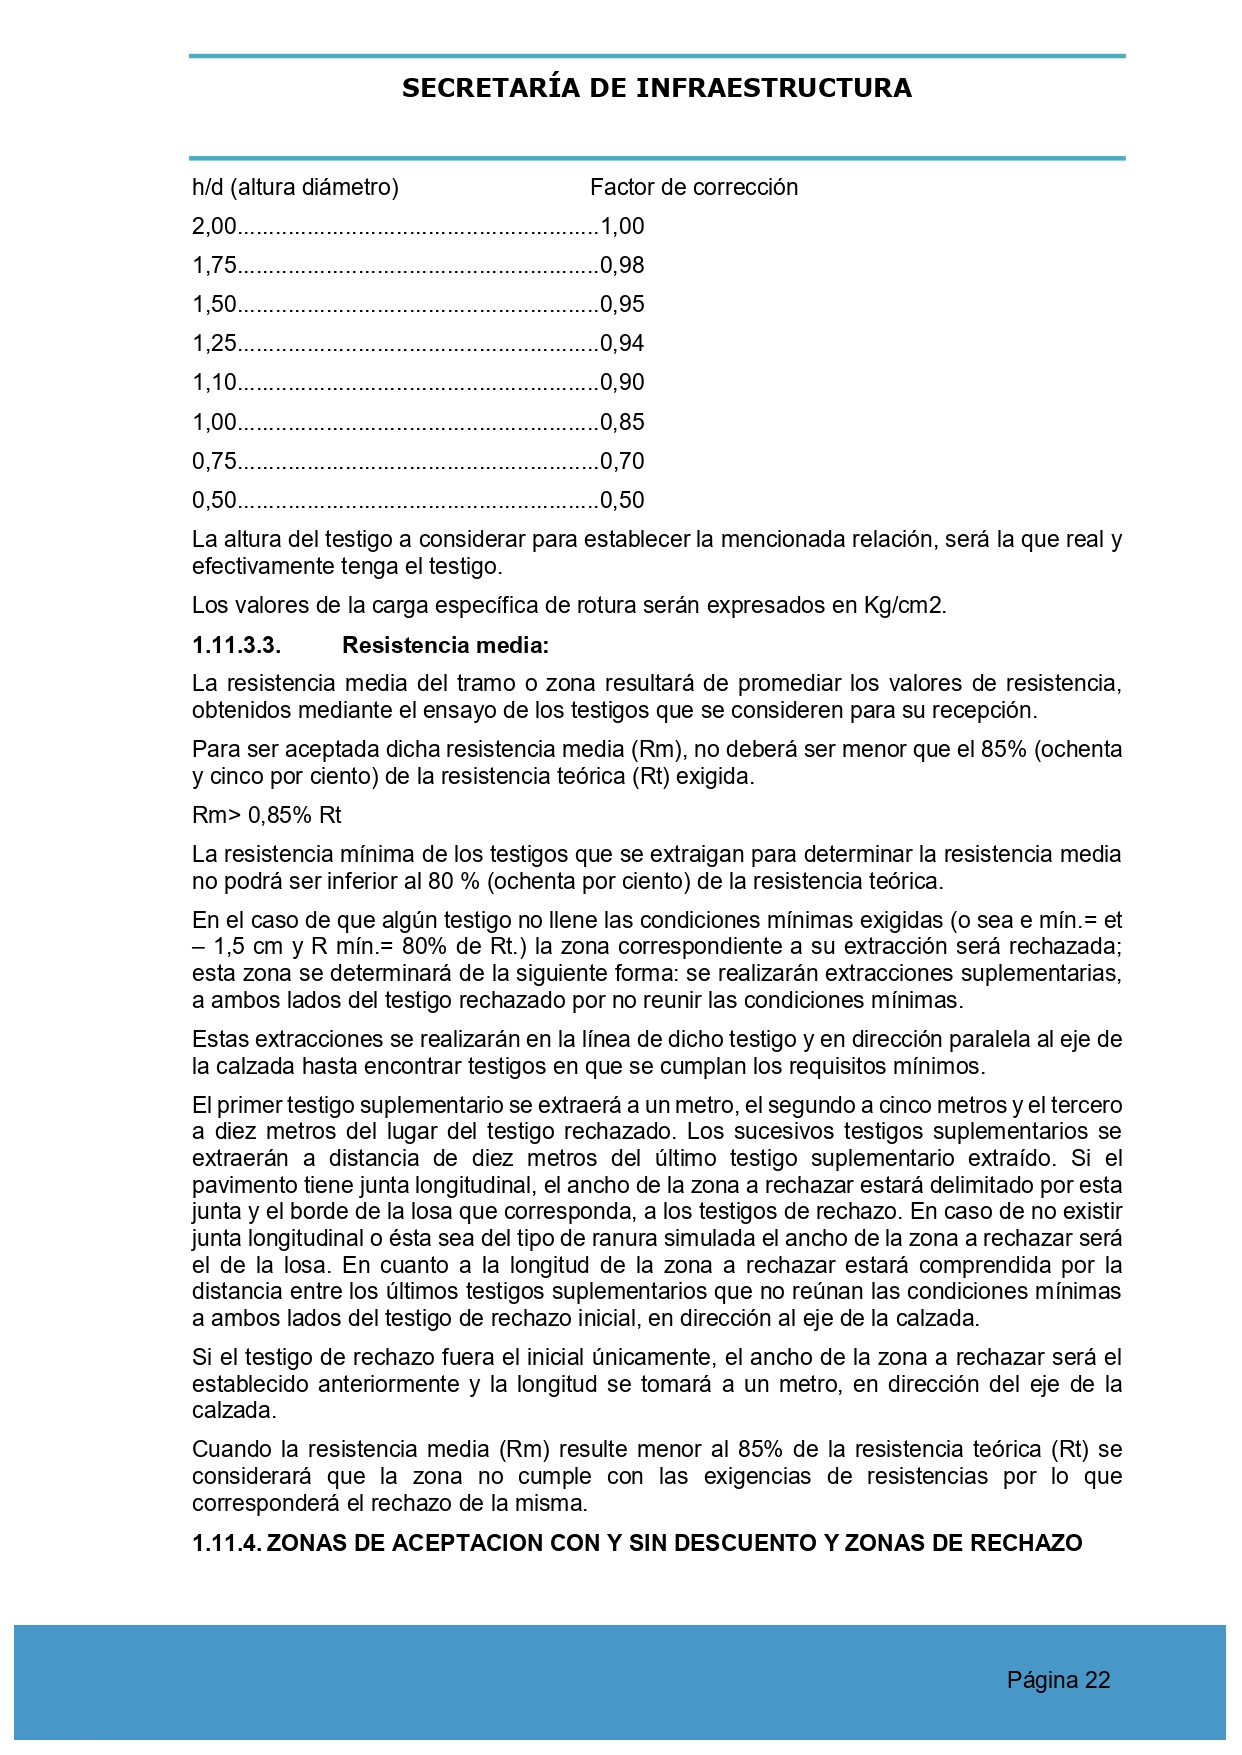 SECRETARÍA DE INFRAESTRUCTURA
h/d (altura diámetro) Factor de corrección
2,00.........................................................1,00
1,75.........................................................0,98
1,50.........................................................0,95
1,25.........................................................0,94
1,10.........................................................0,90
1,00.........................................................0,85
0,75.........................................................0,70
0,50.........................................................0,50
La altura del testigo a considerar para establecer la mencionada relación, será la que real y
efectivamente tenga el testigo.
Los valores de la carga específica de rotura serán expresados en Kg/cm2.
1.11.3.3. Resistencia media:
La resistencia media del tramo o zona resultará de promediar los valores de resistencia,
obtenidos mediante el ensayo de los testigos que se consideren para su recepción.
Para ser aceptada dicha resistencia media (Rm), no deberá ser menor que el 85% (ochenta
y cinco por ciento) de la resistencia teórica (Rt) exigida.
Rm> 0,85% Rt
La resistencia mínima de los testigos que se extraigan para determinar la resistencia media
no podrá ser inferior al 80 % (ochenta por ciento) de la resistencia teórica.
En el caso de que algún testigo no llene las condiciones mínimas exigidas (o sea e mín.= et
– 1,5 cm y R mín.= 80% de Rt.) la zona correspondiente a su extracción será rechazada;
esta zona se determinará de la siguiente forma: se realizarán extracciones suplementarias,
a ambos lados del testigo rechazado por no reunir las condiciones mínimas.
Estas extracciones se realizarán en la línea de dicho testigo y en dirección paralela al eje de
la calzada hasta encontrar testigos en que se cumplan los requisitos mínimos.
El primer testigo suplementario se extraerá a un metro, el segundo a cinco metros y el tercero
a diez metros del lugar del testigo rechazado. Los sucesivos testigos suplementarios se
extraerán a distancia de diez metros del último testigo suplementario extraído. Si el
pavimento tiene junta longitudinal, el ancho de la zona a rechazar estará delimitado por esta
junta y el borde de la losa que corresponda, a los testigos de rechazo. En caso de no existir
junta longitudinal o ésta sea del tipo de ranura simulada el ancho de la zona a rechazar será
el de la losa. En cuanto a la longitud de la zona a rechazar estará comprendida por la
distancia entre los últimos testigos suplementarios que no reúnan las condiciones mínimas
a ambos lados del testigo de rechazo inicial, en dirección al eje de la calzada.
Si el testigo de rechazo fuera el inicial únicamente, el ancho de la zona a rechazar será el
establecido anteriormente y la longitud se tomará a un metro, en dirección del eje de la
calzada.
Cuando la resistencia media (Rm) resulte menor al 85% de la resistencia teórica (Rt) se
considerará que la zona no cumple con las exigencias de resistencias por lo que
corresponderá el rechazo de la misma.
1.11.4. ZONAS DE ACEPTACION CON Y SIN DESCUENTO Y ZONAS DE RECHAZO
Página 22